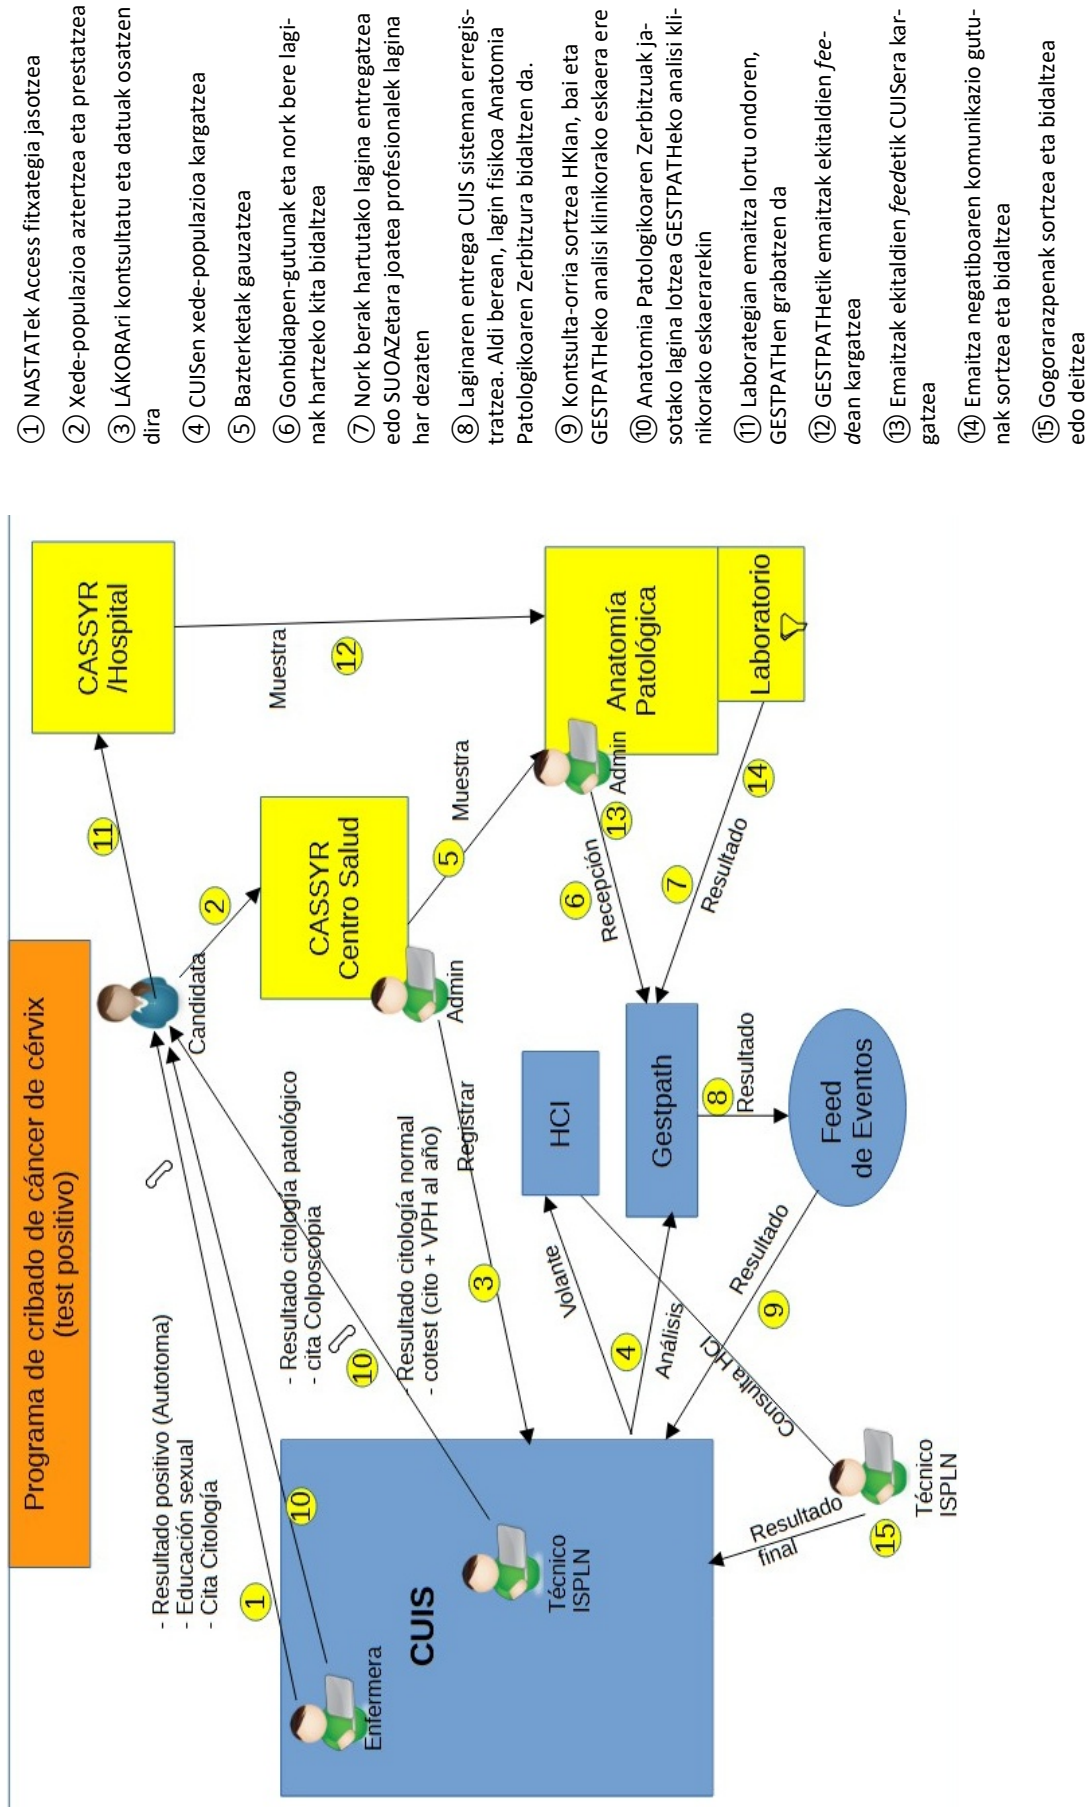 ① NASTATek Access fitxategia jasotzea
② Xede-populazioa aztertzea eta prestatzea
③ LÁKORAri kontsultatu eta datuak osatzen
dira
④ CUISen xede-populazioa kargatzea
⑤ Bazterketak gauzatzea
⑥ Gonbidapen-gutunak eta nork bere lagi-
nak hartzeko kita bidaltzea
⑦ Nork berak hartutako lagina entregatzea
edo SUOAZetara joatea profesionalek lagina
har dezaten
⑧ Laginaren entrega CUIS sisteman erregis-
tratzea. Aldi berean, lagin fisikoa Anatomia
Patologikoaren Zerbitzura bidaltzen da.
⑨ Kontsulta-orria sortzea HKIan, bai eta
GESTPATHeko analisi klinikorako eskaera ere
⑩ Anatomia Patologikoaren Zerbitzuak ja-
sotako lagina lotzea GESTPATHeko analisi kli-
nikorako eskaerarekin
⑪ Laborategian emaitza lortu ondoren,
GESTPATHen grabatzen da
⑫ GESTPATHetik emaitzak ekitaldien fee-
dean kargatzea
⑬ Emaitzak ekitaldien feedetik CUISera kar-
gatzea
⑭ Emaitza negatiboaren komunikazio gutu-
nak sortzea eta bidaltzea
⑮ Gogorarazpenak sortzea eta bidaltzea
edo deitzea
Programa de cribado de cáncer de cérvix
(test positivo)
- Resultado positivo (Autotoma)
- Educación sexual
- Cita Citología
1
10
Enfermera
CUIS
Técnico
ISPLN
- Resultado citología patológico
- cita Colposcopia
10
- Resultado citología normal
- cotest (cito + VPH al año)
Candidata
11
CASSYR
/Hospital
2
CASSYR
Centro Salud
Admin
Registrar
3
Muestra
12
Muestra
5
Anatomía
Patológica
Admin
Laboratorio
13
6
Recepción
14
7
Resultado
HCI
Volante
4
Análisis
Gestpath
8
Resultado
Feed
de Eventos
Resultado
9
Consulta HCI
Técnico
ISPLN
15
Resultado
final